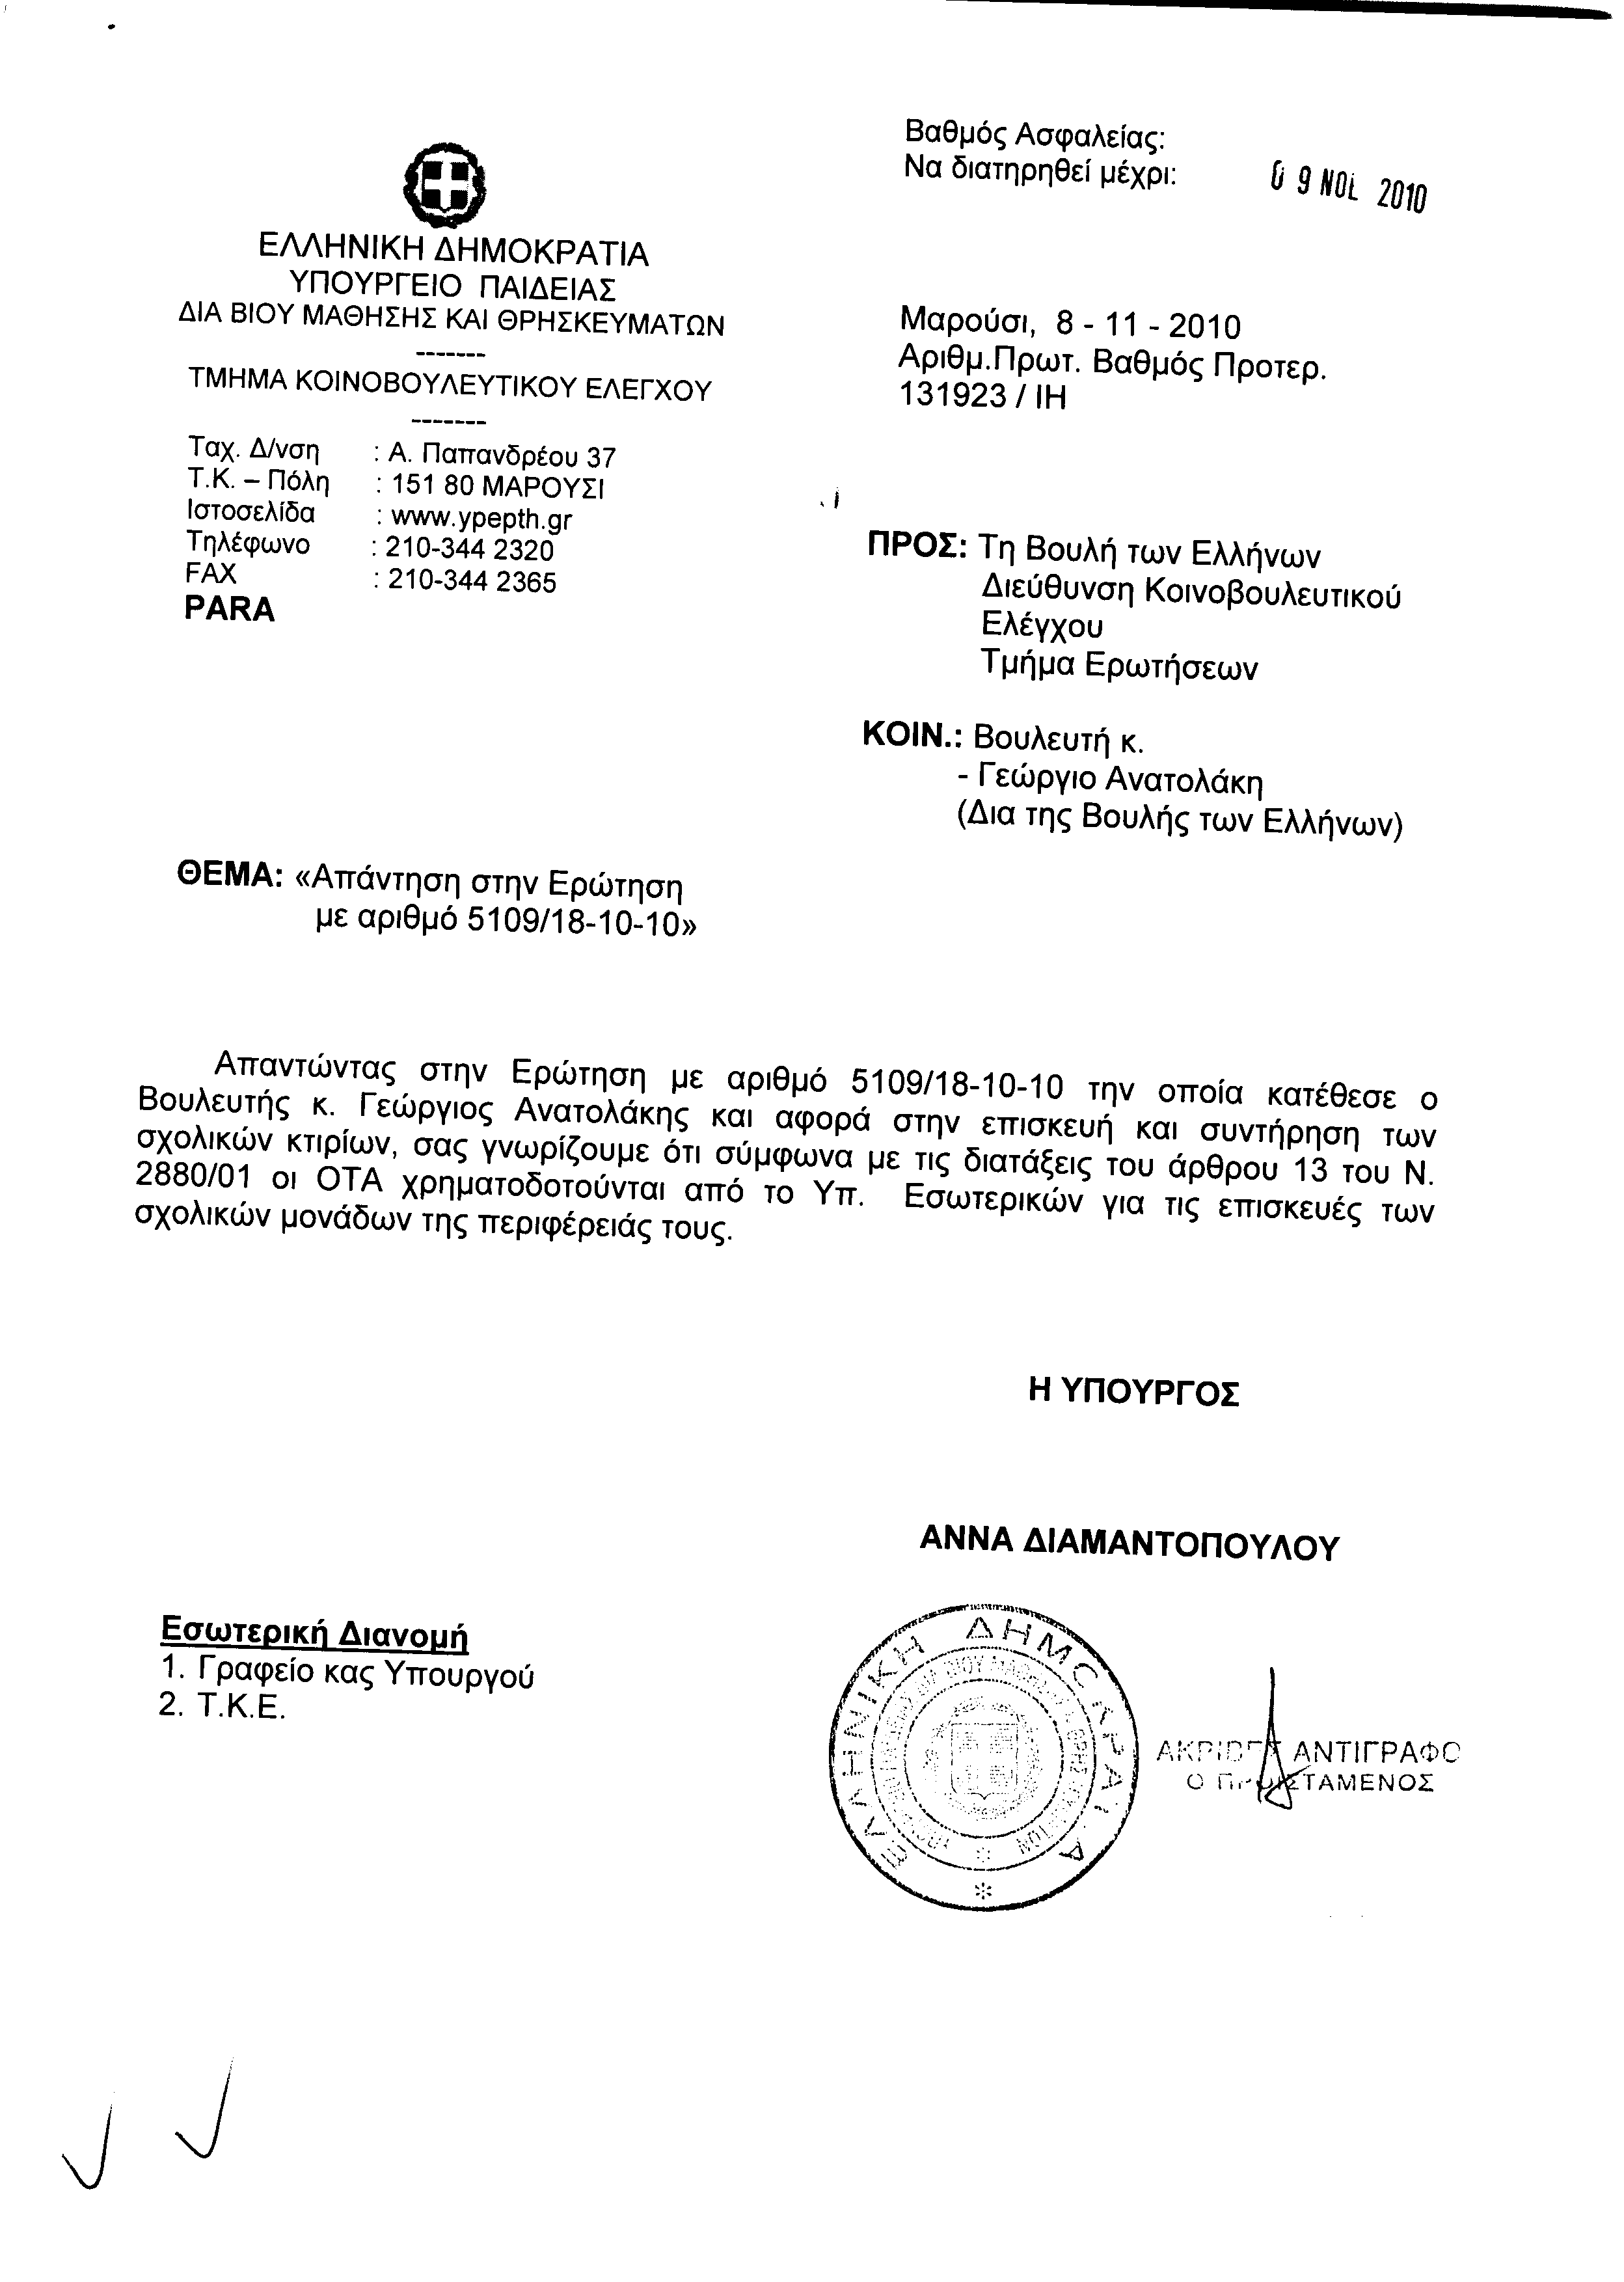 Βαθμός Ασφαλείας:
Να διατηρηθεί μέχρι:
09 ΝΟΕ 2010
ΕΛΛΗΝΙΚΗ ΔΗΜΟΚΡΑΤΙΑ
ΥΠΟΥΡΓΕΙΟ ΠΑΙΔΕΙΑΣ
ΔΙΑ ΒΙΟΥ ΜΑΘΗΣΗΣ ΚΑΙ ΘΡΗΣΚΕΥΜΑΤΩΝ
-------
ΤΜΗΜΑ ΚΟΙΝΟΒΟΥΛΕΥΤΙΚΟΥ ΕΛΕΓΧΟΥ
-------
Ταχ. Δ/νση : Α. Παπανδρέου 37
Τ.Κ. – Πόλη : 151 80 ΜΑΡΟΥΣΙ
Ιστοσελίδα : www.ypepth.gr
Τηλέφωνο : 210-344 2320
FAX : 210-344 2365
PARA
Μαρούσι, 8 - 11 - 2010
Αριθμ.Πρωτ. Βαθμός Προτερ.
131923 / ΙΗ
ΠΡΟΣ: Τη Βουλή των Ελλήνων
Διεύθυνση Κοινοβουλευτικού
Ελέγχου
Τμήμα Ερωτήσεων
ΚΟΙΝ.: Βουλευτή κ.
- Γεώργιο Ανατολάκη
(Δια της Βουλής των Ελλήνων)
ΘΕΜΑ: «Απάντηση στην Ερώτηση
με αριθμό 5109/18-10-10»
Απαντώντας στην Ερώτηση με αριθμό 5109/18-10-10 την οποία κατέθεσε ο
Βουλευτής κ. Γεώργιος Ανατολάκης και αφορά στην επισκευή και συντήρηση των
σχολικών κτιρίων, σας γνωρίζουμε ότι σύμφωνα με τις διατάξεις του άρθρου 13 του Ν.
2880/01 οι ΟΤΑ χρηματοδοτούνται από το Υπ. Εσωτερικών για τις επισκευές των
σχολικών μονάδων της περιφέρειάς τους.
Η ΥΠΟΥΡΓΟΣ
ΑΝΝΑ ΔΙΑΜΑΝΤΟΠΟΥΛΟΥ
Εσωτερική Διανομή
1. Γραφείο κας Υπουργού
2. Τ.Κ.Ε.
ΕΛΛΗΝΙΚΗ ΔΗΜΟΚΡΑΤΙΑ
ΑΚΡΙΒΕΣ ΑΝΤΙΓΡΑΦΟ
Ο ΠΡΟΪΣΤΑΜΕΝΟΣ